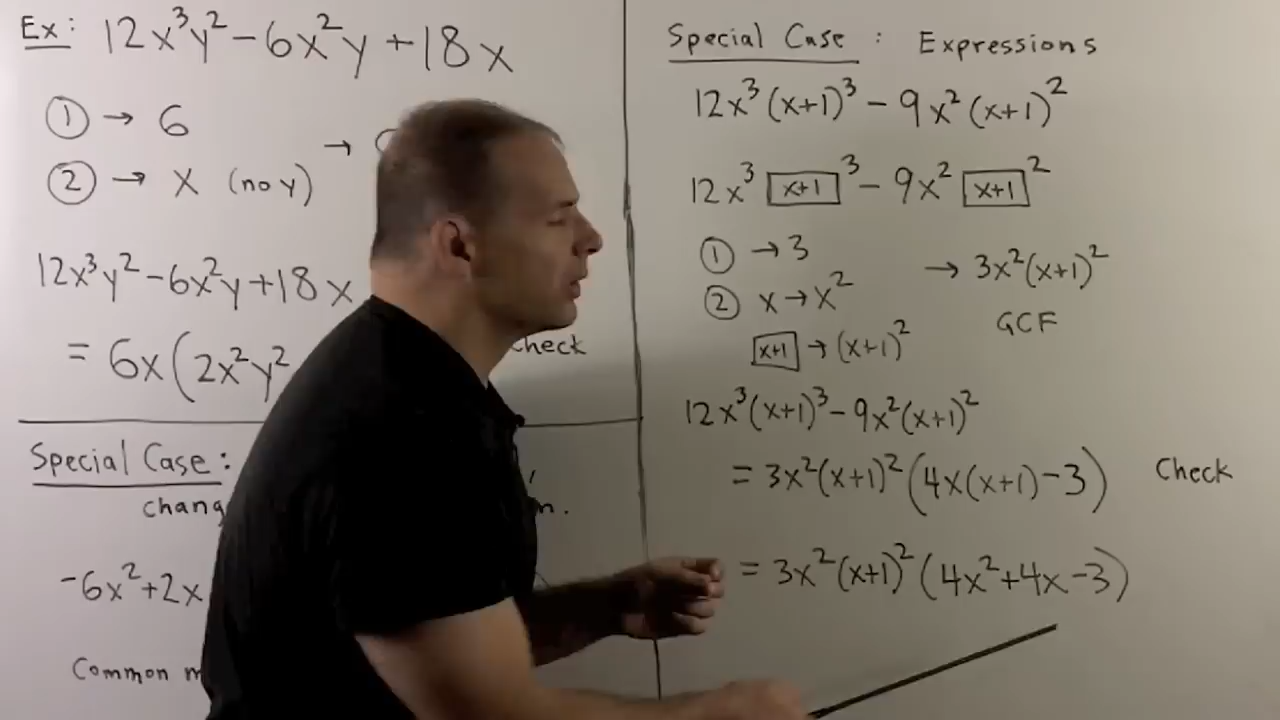 Ex: 12x³y² - 6x²y + 18x
① → 6
② → x (no y)
→
12x³y² - 6x²y + 18x
= 6x(2x²y²
check
Special Case:
chang
n.
-6x² + 2x
Common m
Special Case : Expressions
12x³(x+1)³ - 9x²(x+1)²
12x³ x+1 ³ - 9x² x+1 ²
① → 3
② x → x²
x+1 → (x+1)²
→ 3x²(x+1)²
GCF
12x³(x+1)³ - 9x²(x+1)²
= 3x²(x+1)²(4x(x+1) - 3) Check
= 3x²(x+1)²(4x² + 4x - 3)